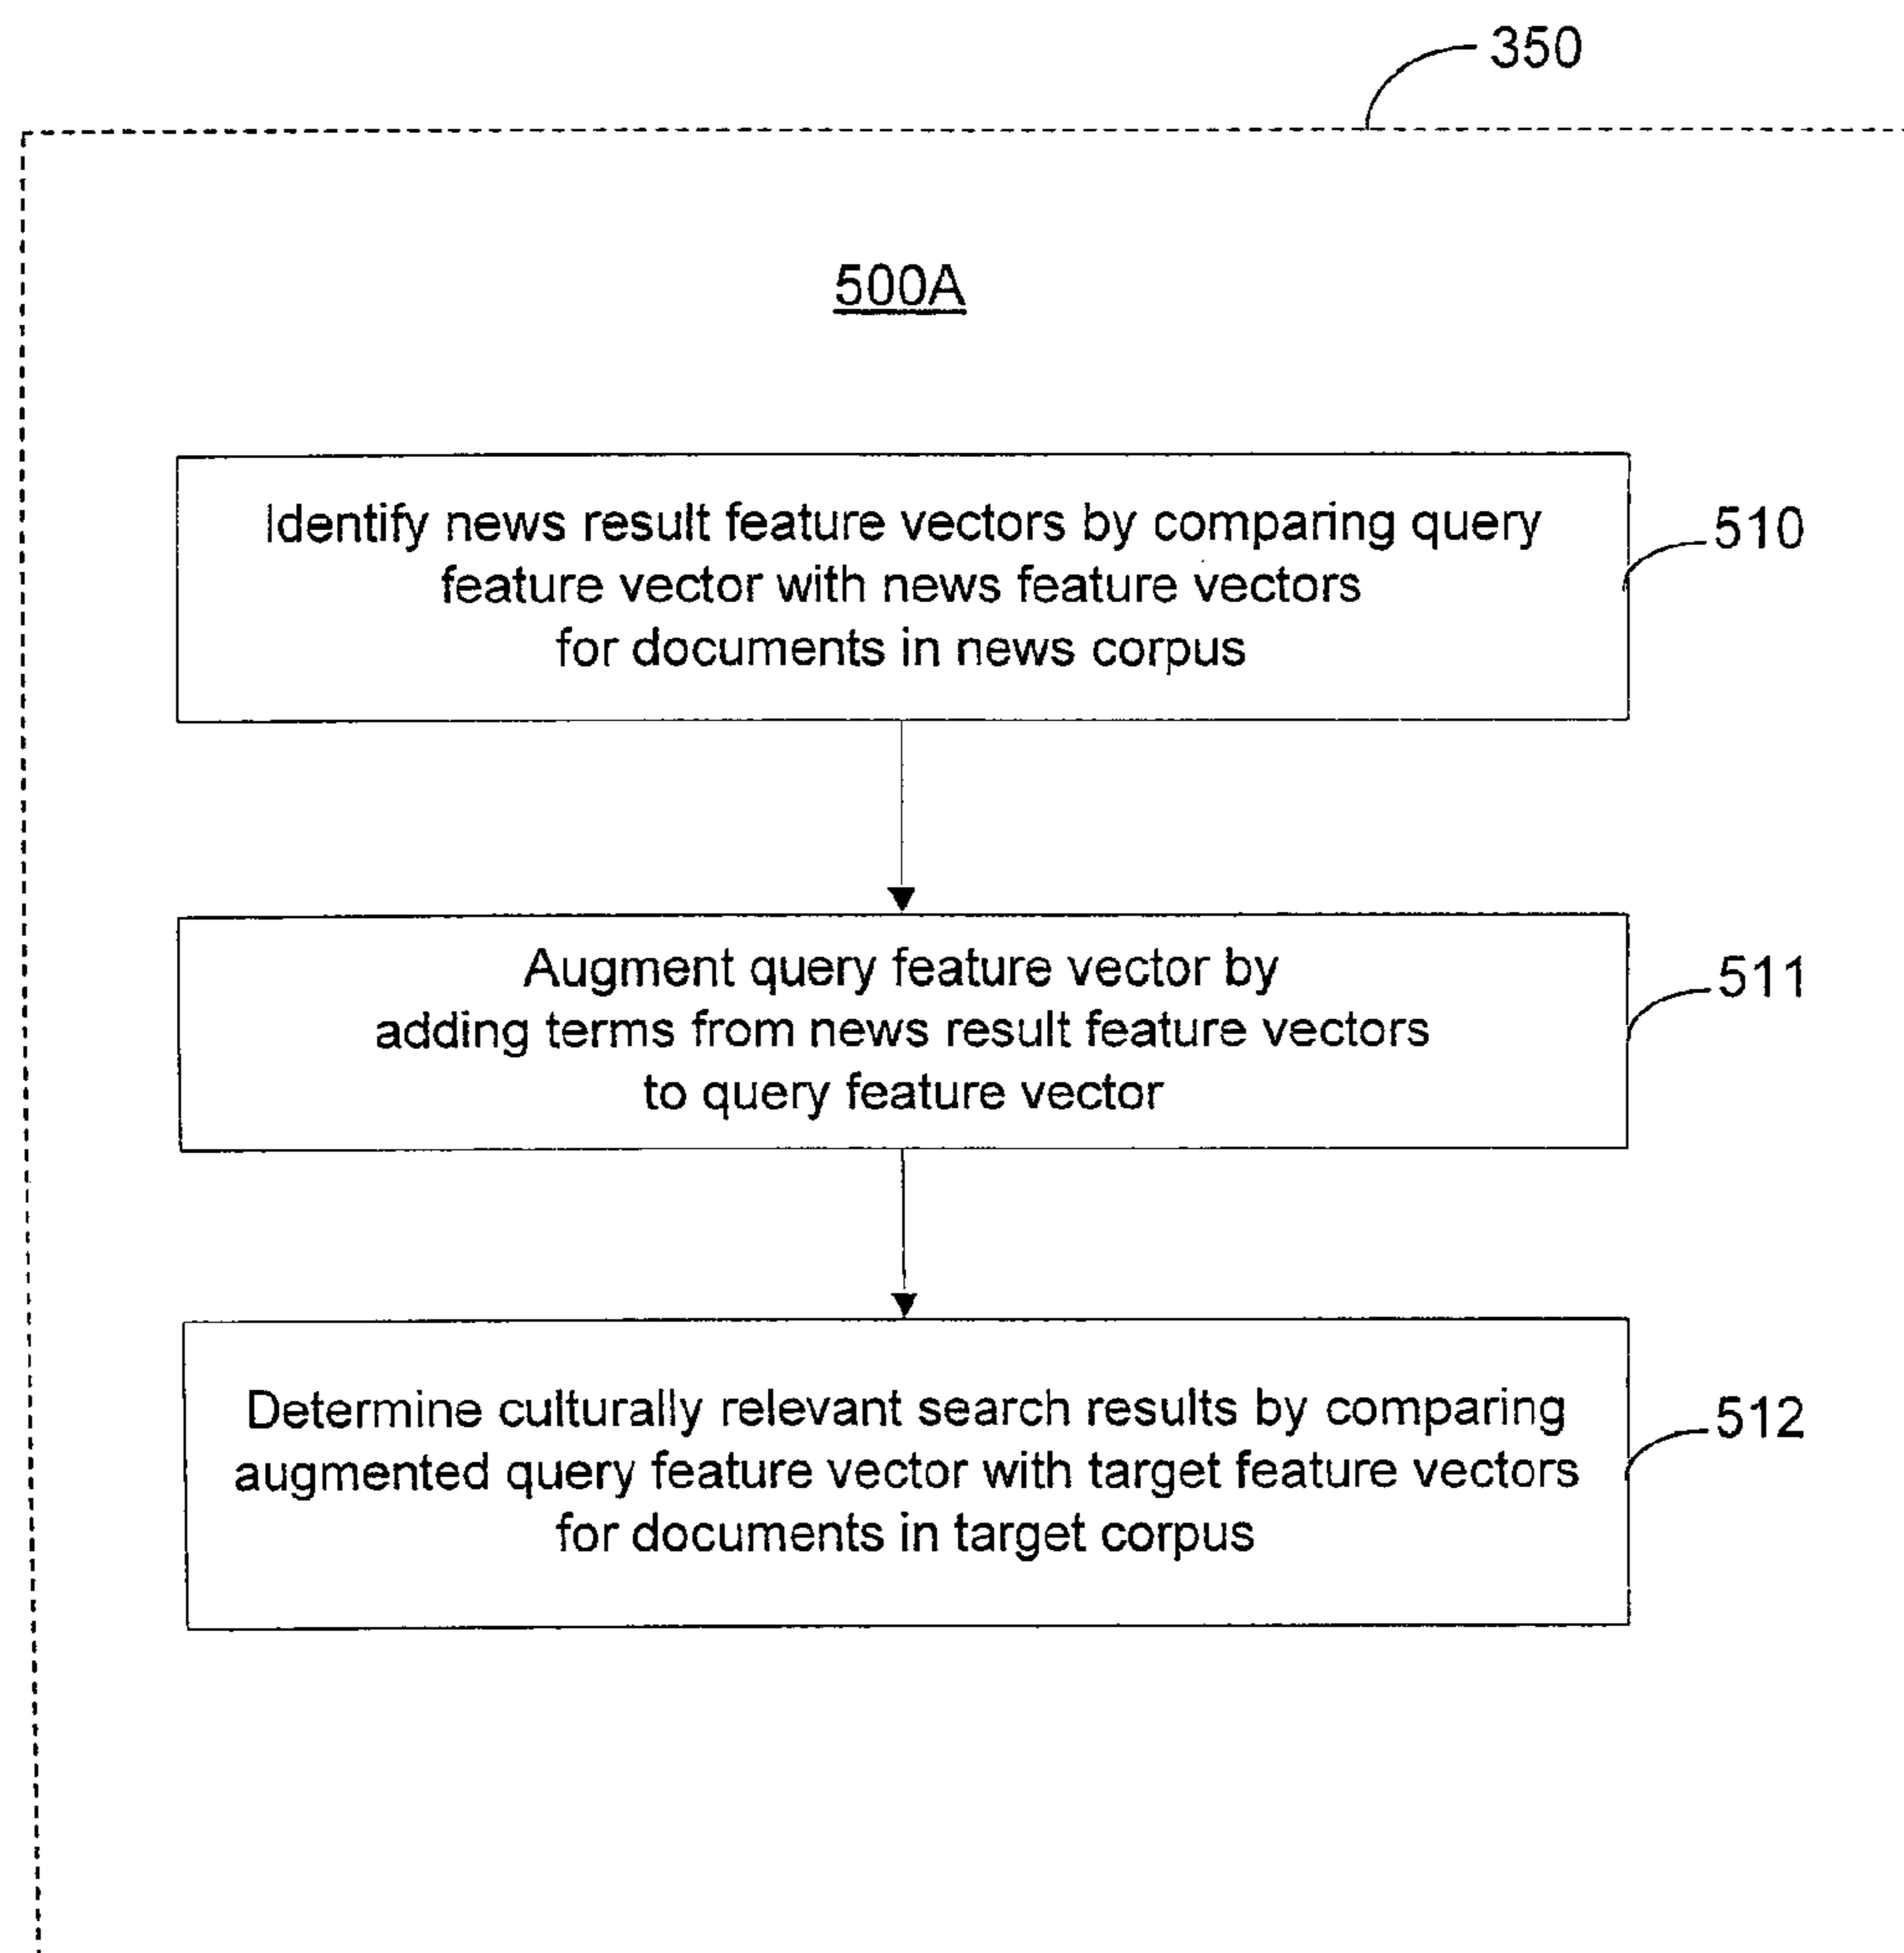 350
500A
Identify news result feature vectors by comparing query
feature vector with news feature vectors
for documents in news corpus
510
Augment query feature vector by
adding terms from news result feature vectors
to query feature vector
511
Determine culturally relevant search results by comparing
augmented query feature vector with target feature vectors
for documents in target corpus
512